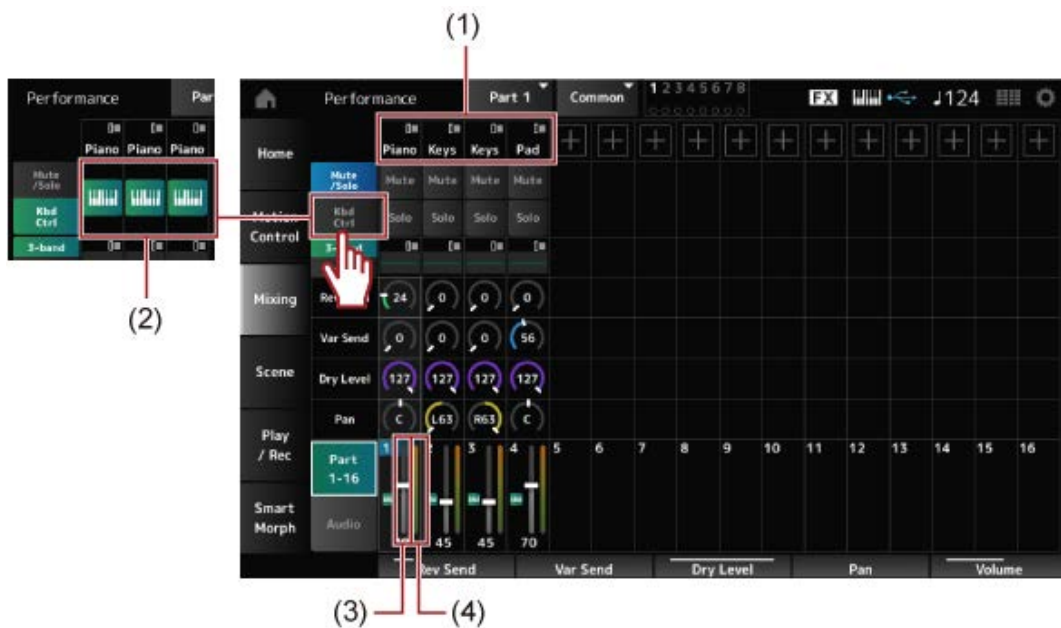 (1)
Performance Par
Piano Piano Piano
Mute /Solo
Kbd Ctrl
3-band
(2)
Performance Part 1 Common 1 2 3 4 5 6 7 8 EX ♩124
Home
Piano Keys Keys Pad
Mute /Solo Mute Mute Mute Mute
Kbd Ctrl Solo Solo Solo Solo
Control
Mixing 24 0 0 0
Var Send 0 0 0 56
Scene
Dry Level 127 127 127 127
Pan C L63 R63 C
Play / Rec
Part 1-16
1 2 3 4 5 6 7 8 9 10 11 12 13 14 15 16
Smart Morph
Audio
45 45 70
Rev Send Var Send Dry Level Pan Volume
(3) (4)